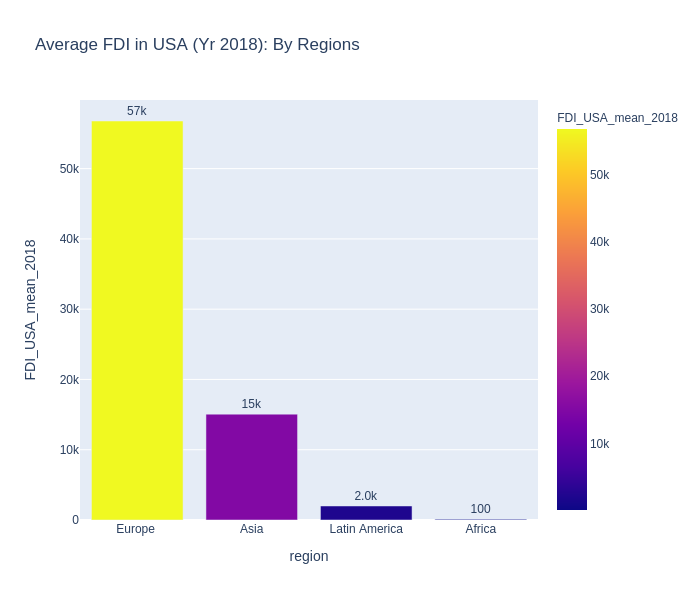 Average FDI in USA (Yr 2018): By Regions
FDI_USA_mean_2018
57k
50k
50k
40k
40k
30k
30k
FDI_USA_mean_2018
20k
20k
15k
10k
10k
2.0k
100
0
Europe
Asia
Latin America
Africa
region